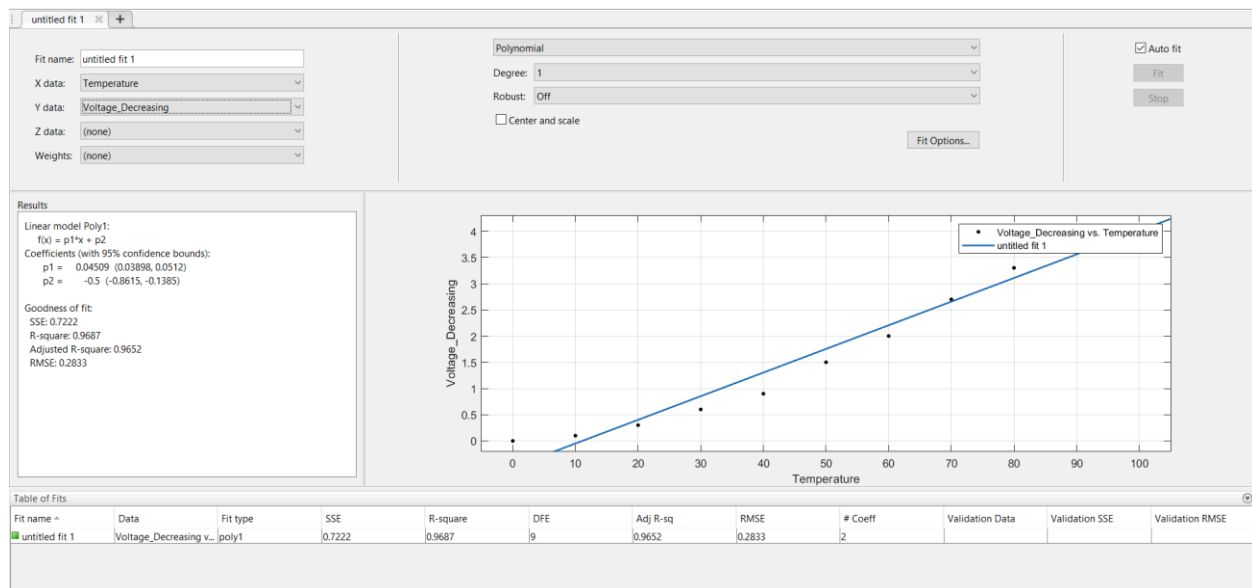 untitled fit 1
Fit name: untitled fit 1
X data: Temperature
Y data: Voltage_Decreasing
Z data: (none)
Weights: (none)
Polynomial
Degree: 1
Robust: Off
Center and scale
Fit Options...
Auto fit
Fit
Stop
Results
Linear model Poly1:
f(x) = p1*x + p2
Coefficients (with 95% confidence bounds):
p1 = 0.04509 (0.03898, 0.0512)
p2 = -0.5 (-0.8615, -0.1385)
Goodness of fit:
SSE: 0.7222
R-square: 0.9687
Adjusted R-square: 0.9652
RMSE: 0.2833
Voltage_Decreasing vs. Temperature
untitled fit 1
4
3.5
3
2.5
2
1.5
1
0.5
0
Voltage_Decreasing
0 10 20 30 40 50 60 70 80 90 100
Temperature
Table of Fits
Fit name Data Fit type SSE R-square DFE Adj R-sq RMSE # Coeff Validation Data Validation SSE Validation RMSE
untitled fit 1 Voltage_Decreasing v... poly1 0.7222 0.9687 9 0.9652 0.2833 2